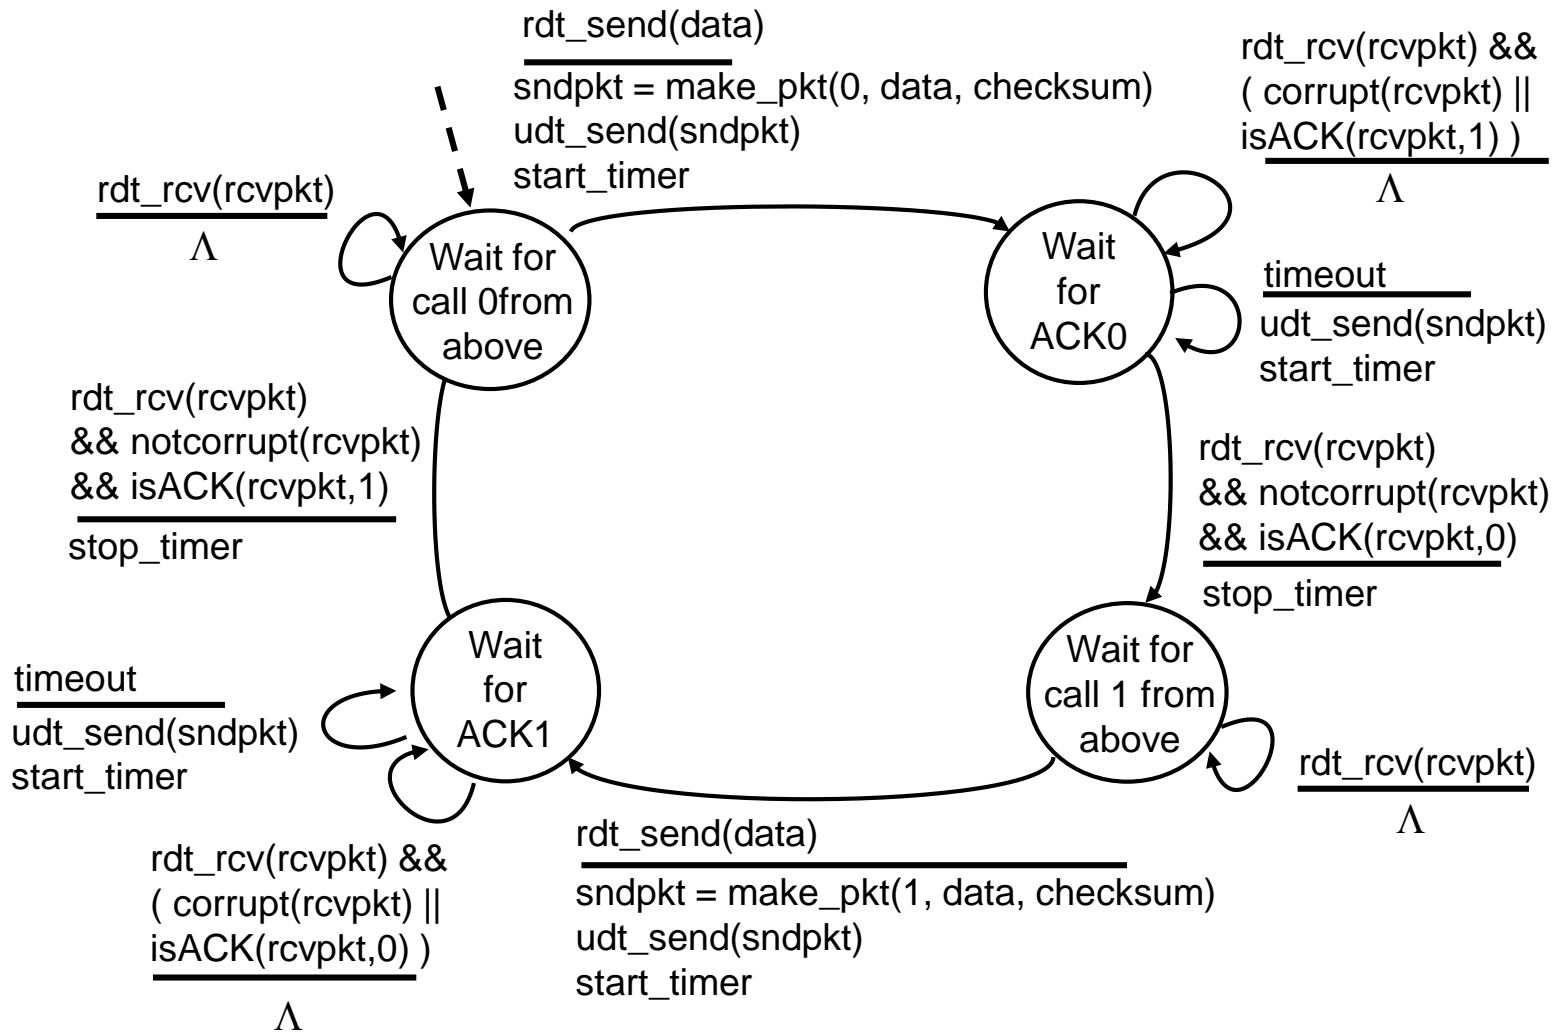 rdt_send(data)
sndpkt = make_pkt(0, data, checksum)
udt_send(sndpkt)
start_timer
rdt_rcv(rcvpkt) &&
( corrupt(rcvpkt) ||
isACK(rcvpkt,1) )
Λ
rdt_rcv(rcvpkt)
Λ
Wait for
call 0from
above
Wait
for
ACK0
timeout
udt_send(sndpkt)
start_timer
rdt_rcv(rcvpkt)
&& notcorrupt(rcvpkt)
&& isACK(rcvpkt,1)
stop_timer
rdt_rcv(rcvpkt)
&& notcorrupt(rcvpkt)
&& isACK(rcvpkt,0)
stop_timer
Wait
for
ACK1
Wait for
call 1 from
above
timeout
udt_send(sndpkt)
start_timer
rdt_rcv(rcvpkt)
Λ
rdt_rcv(rcvpkt) &&
( corrupt(rcvpkt) ||
isACK(rcvpkt,0) )
Λ
rdt_send(data)
sndpkt = make_pkt(1, data, checksum)
udt_send(sndpkt)
start_timer